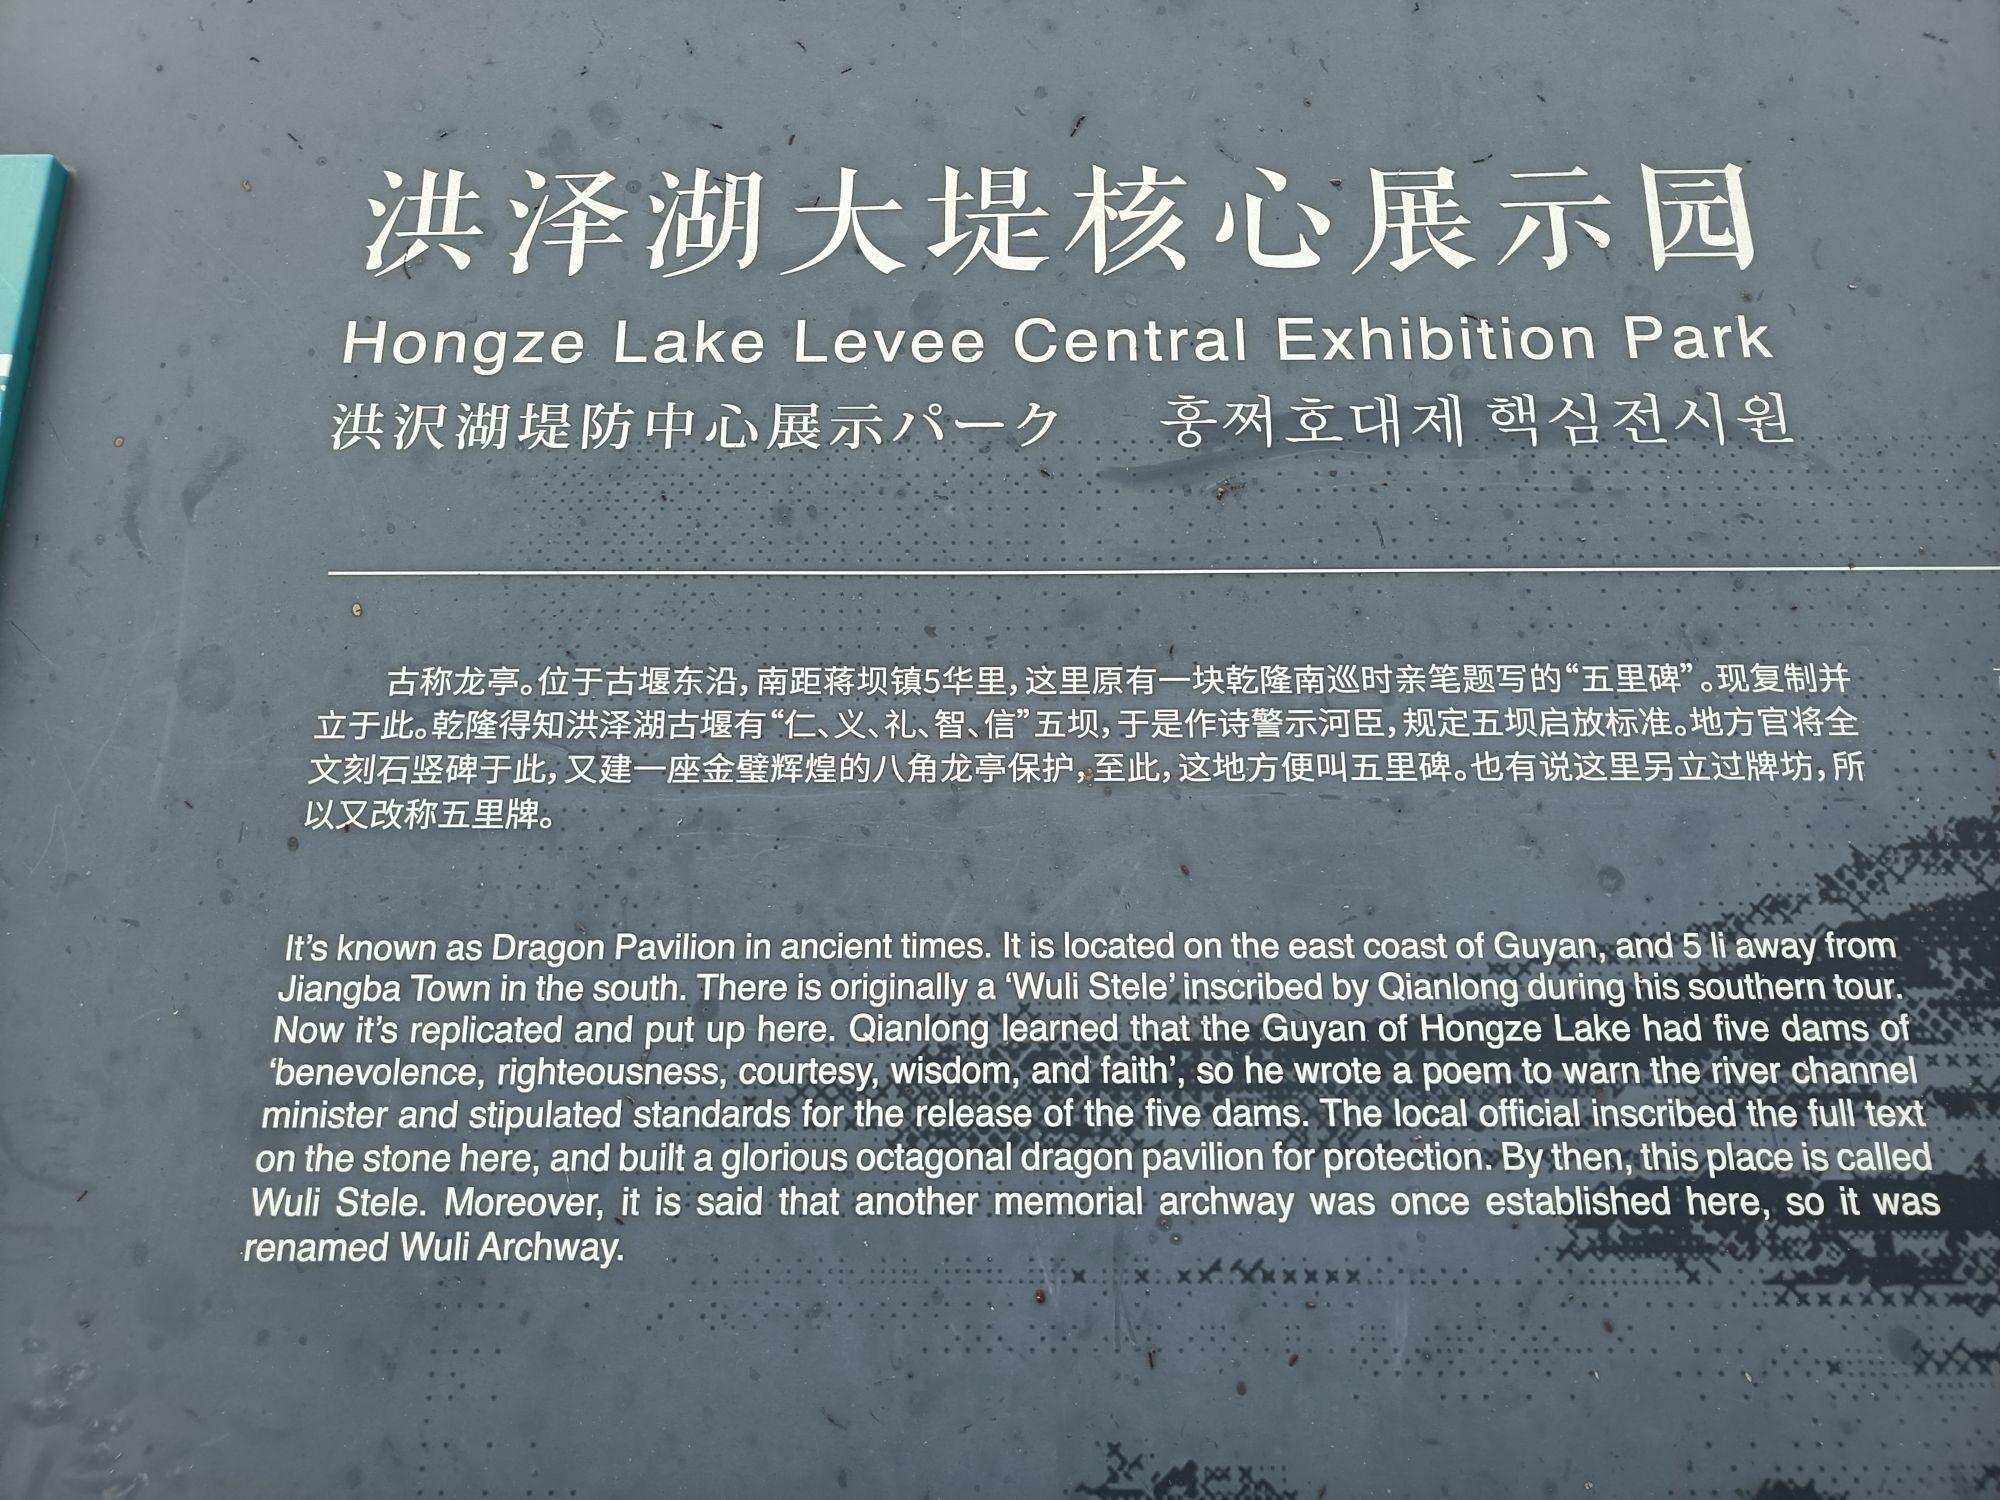 洪泽湖大堤核心展示园
Hongze Lake Levee Central Exhibition Park
洪沢湖堤防中心展示パーク 홍쩌호대제 핵심전시원
古称龙亭。位于古堰东沿，南距蒋坝镇5华里，这里原有一块乾隆南巡时亲笔题写的“五里碑”。现复制并
立于此。乾隆得知洪泽湖古堰有“仁、义、礼、智、信”五坝，于是作诗警示河臣，规定五坝启放标准。地方官将全
文刻石竖碑于此，又建一座金璧辉煌的八角龙亭保护，至此，这地方便叫五里碑。也有说这里另立过牌坊，所
以又改称五里牌。
It’s known as Dragon Pavilion in ancient times. It is located on the east coast of Guyan, and 5 li away from
Jiangba Town in the south. There is originally a ‘Wuli Stele’ inscribed by Qianlong during his southern tour.
Now it’s replicated and put up here. Qianlong learned that the Guyan of Hongze Lake had five dams of
‘benevolence, righteousness, courtesy, wisdom, and faith’, so he wrote a poem to warn the river channel
minister and stipulated standards for the release of the five dams. The local official inscribed the full text
on the stone here, and built a glorious octagonal dragon pavilion for protection. By then, this place is called
Wuli Stele. Moreover, it is said that another memorial archway was once established here, so it was
renamed Wuli Archway.